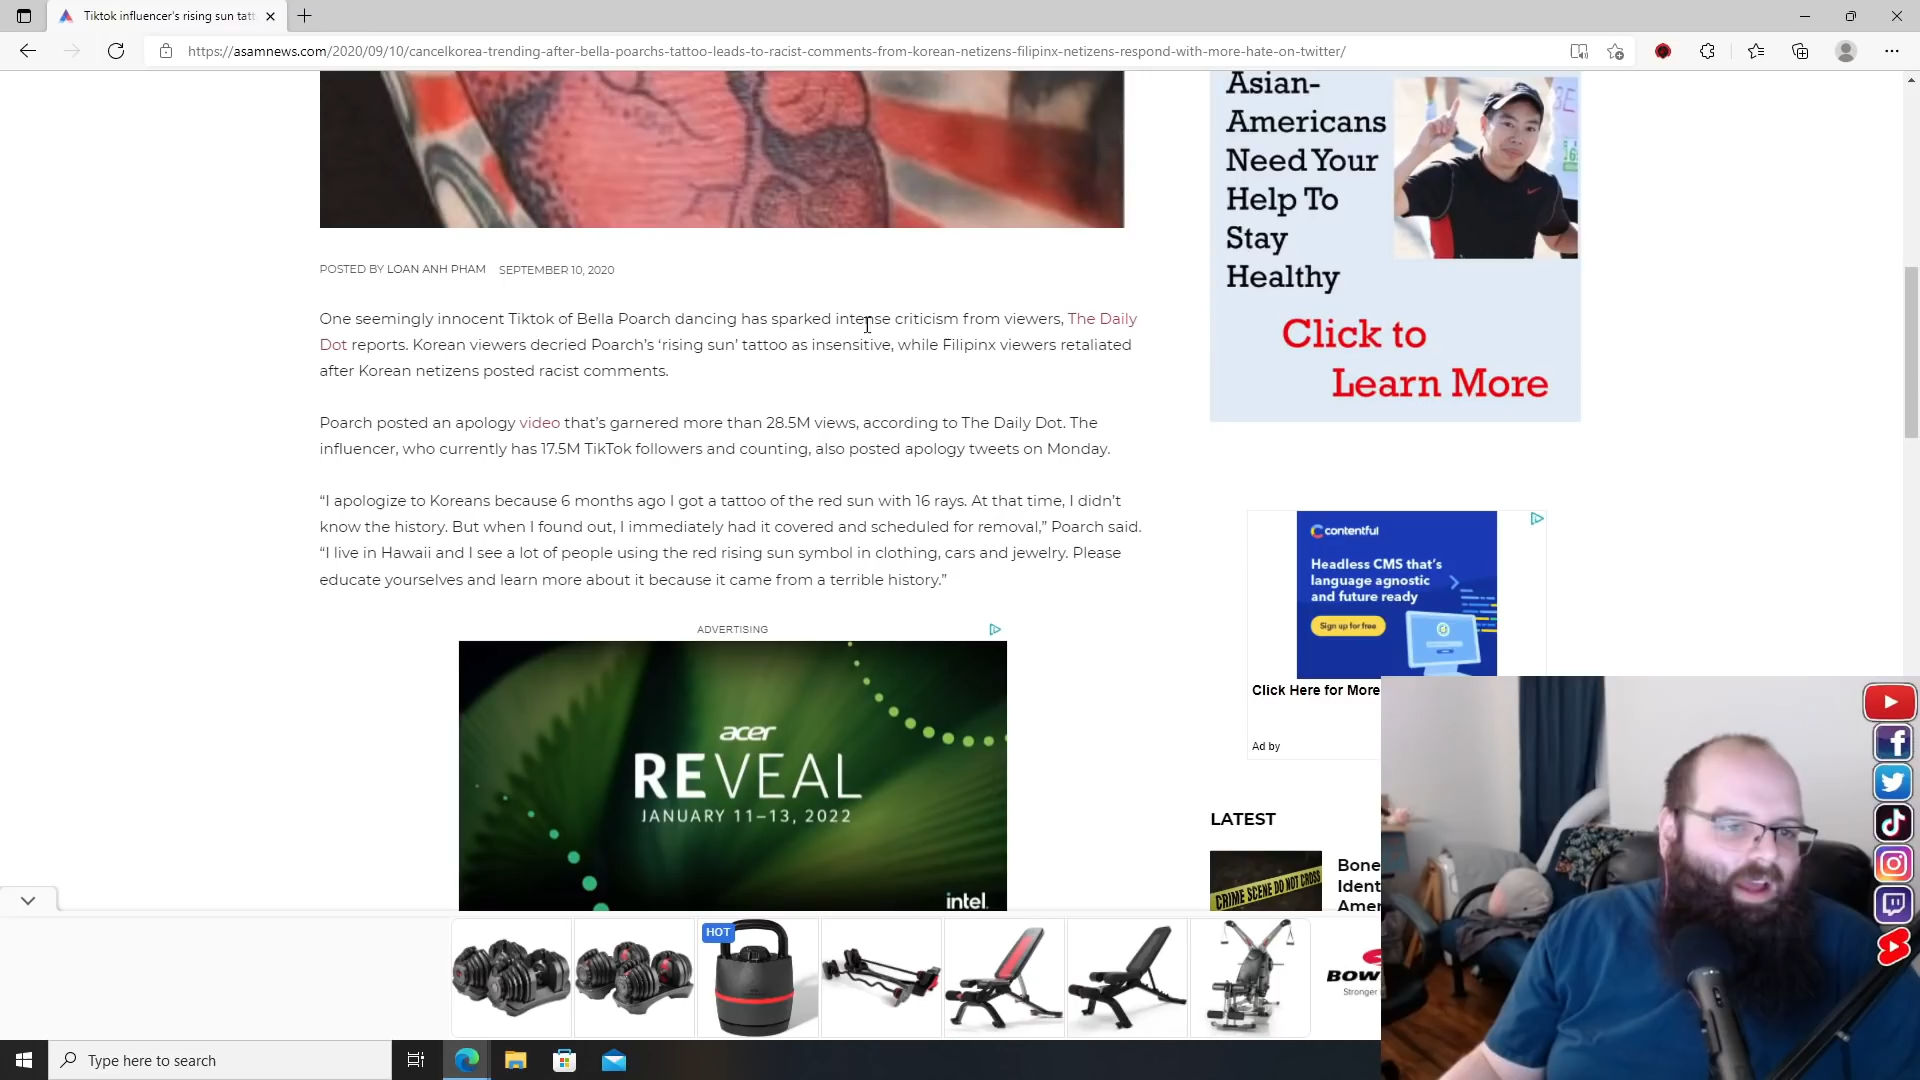 Tiktok influencer's rising sun tatt
https://asamnews.com/2020/09/10/cancelkorea-trending-after-bella-poarchs-tattoo-leads-to-racist-comments-from-korean-netizens-filipinx-netizens-respond-with-more-hate-on-twitter/
POSTED BY LOAN ANH PHAM SEPTEMBER 10, 2020
One seemingly innocent Tiktok of Bella Poarch dancing has sparked intense criticism from viewers, The Daily
Dot reports. Korean viewers decried Poarch's ‘rising sun’ tattoo as insensitive, while Filipinx viewers retaliated
after Korean netizens posted racist comments.
Poarch posted an apology video that's garnered more than 28.5M views, according to The Daily Dot. The
influencer, who currently has 17.5M TikTok followers and counting, also posted apology tweets on Monday.
“I apologize to Koreans because 6 months ago I got a tattoo of the red sun with 16 rays. At that time, I didn't
know the history. But when I found out, I immediately had it covered and scheduled for removal,” Poarch said.
“I live in Hawaii and I see a lot of people using the red rising sun symbol in clothing, cars and jewelry. Please
educate yourselves and learn more about it because it came from a terrible history.”
ADVERTISING
acer
REVEAL
JANUARY 11–13, 2022
intel.
Asian-
Americans
Need Your
Help To
Stay
Healthy
Click to
Learn More
contentful
Headless CMS that's
language agnostic
and future ready
Sign up for free
Click Here for More
Ad by
LATEST
CRIME SCENE DO NOT CROSS
Bone
Ident
Amer
HOT
BOW
Stronger
Type here to search